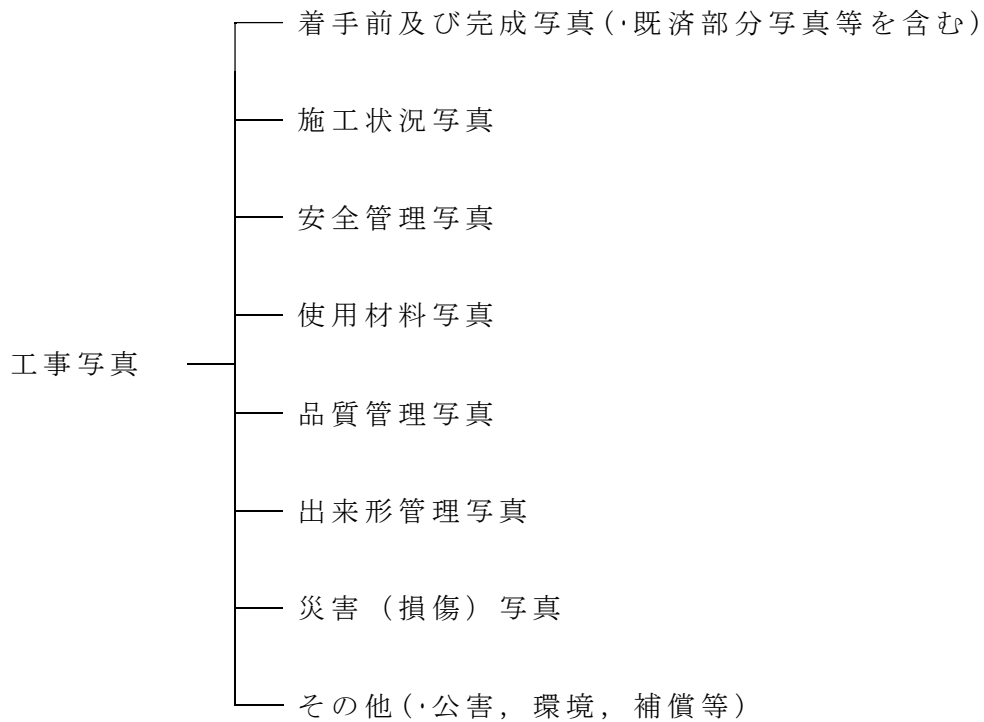 着手前及び完成写真(･既済部分写真等を含む)
施工状況写真
安全管理写真
使用材料写真
工事写真
品質管理写真
出来形管理写真
災害（損傷）写真
その他(･公害，環境，補償等)